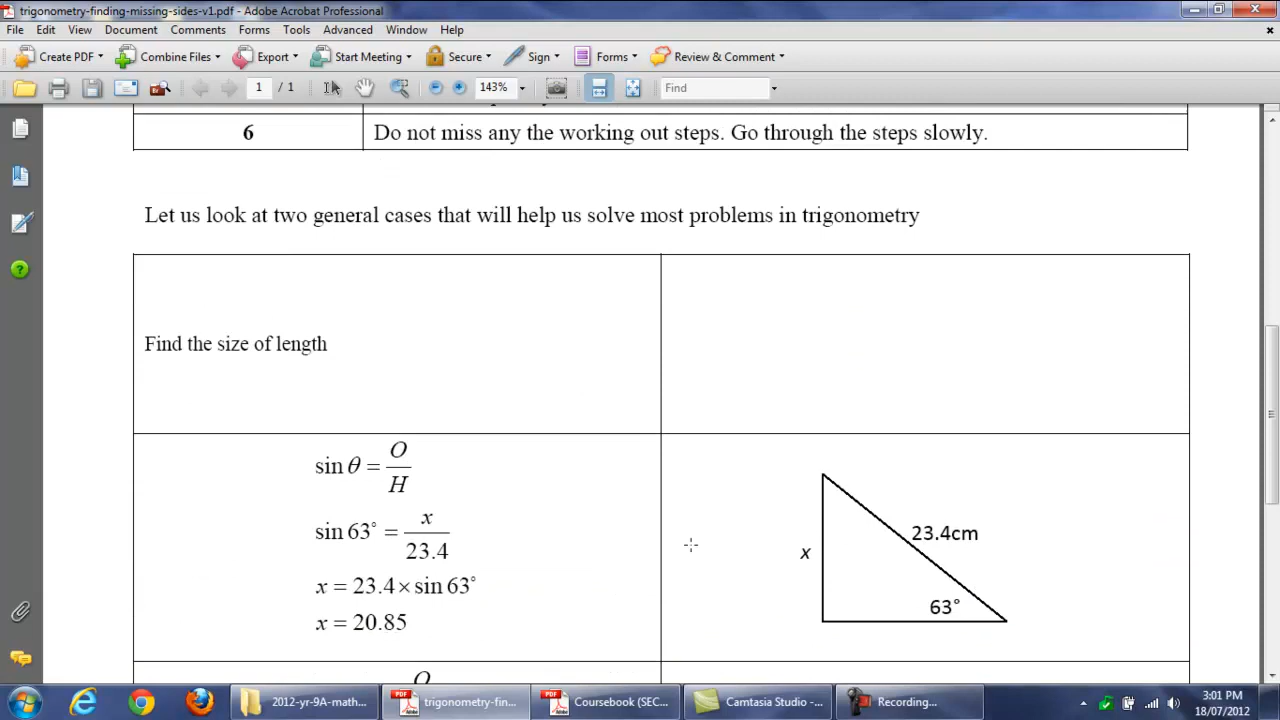 trigonometry-finding-missing-sides-v1.pdf - Adobe Acrobat Professional
File Edit View Document Comments Forms Tools Advanced Window Help
Create PDF Combine Files Export Start Meeting Secure Sign Forms Review & Comment
1 / 1 143% Find
6 Do not miss any the working out steps. Go through the steps slowly.
Let us look at two general cases that will help us solve most problems in trigonometry
Find the size of length
sin θ = O/H
sin 63° = x/23.4
x = 23.4 × sin 63°
x = 20.85
23.4cm
x
63°
O
2012-yr-9A-math... trigonometry-fin... Coursebook (SEC... Camtasia Studio -... Recording...
3:01 PM
18/07/2012